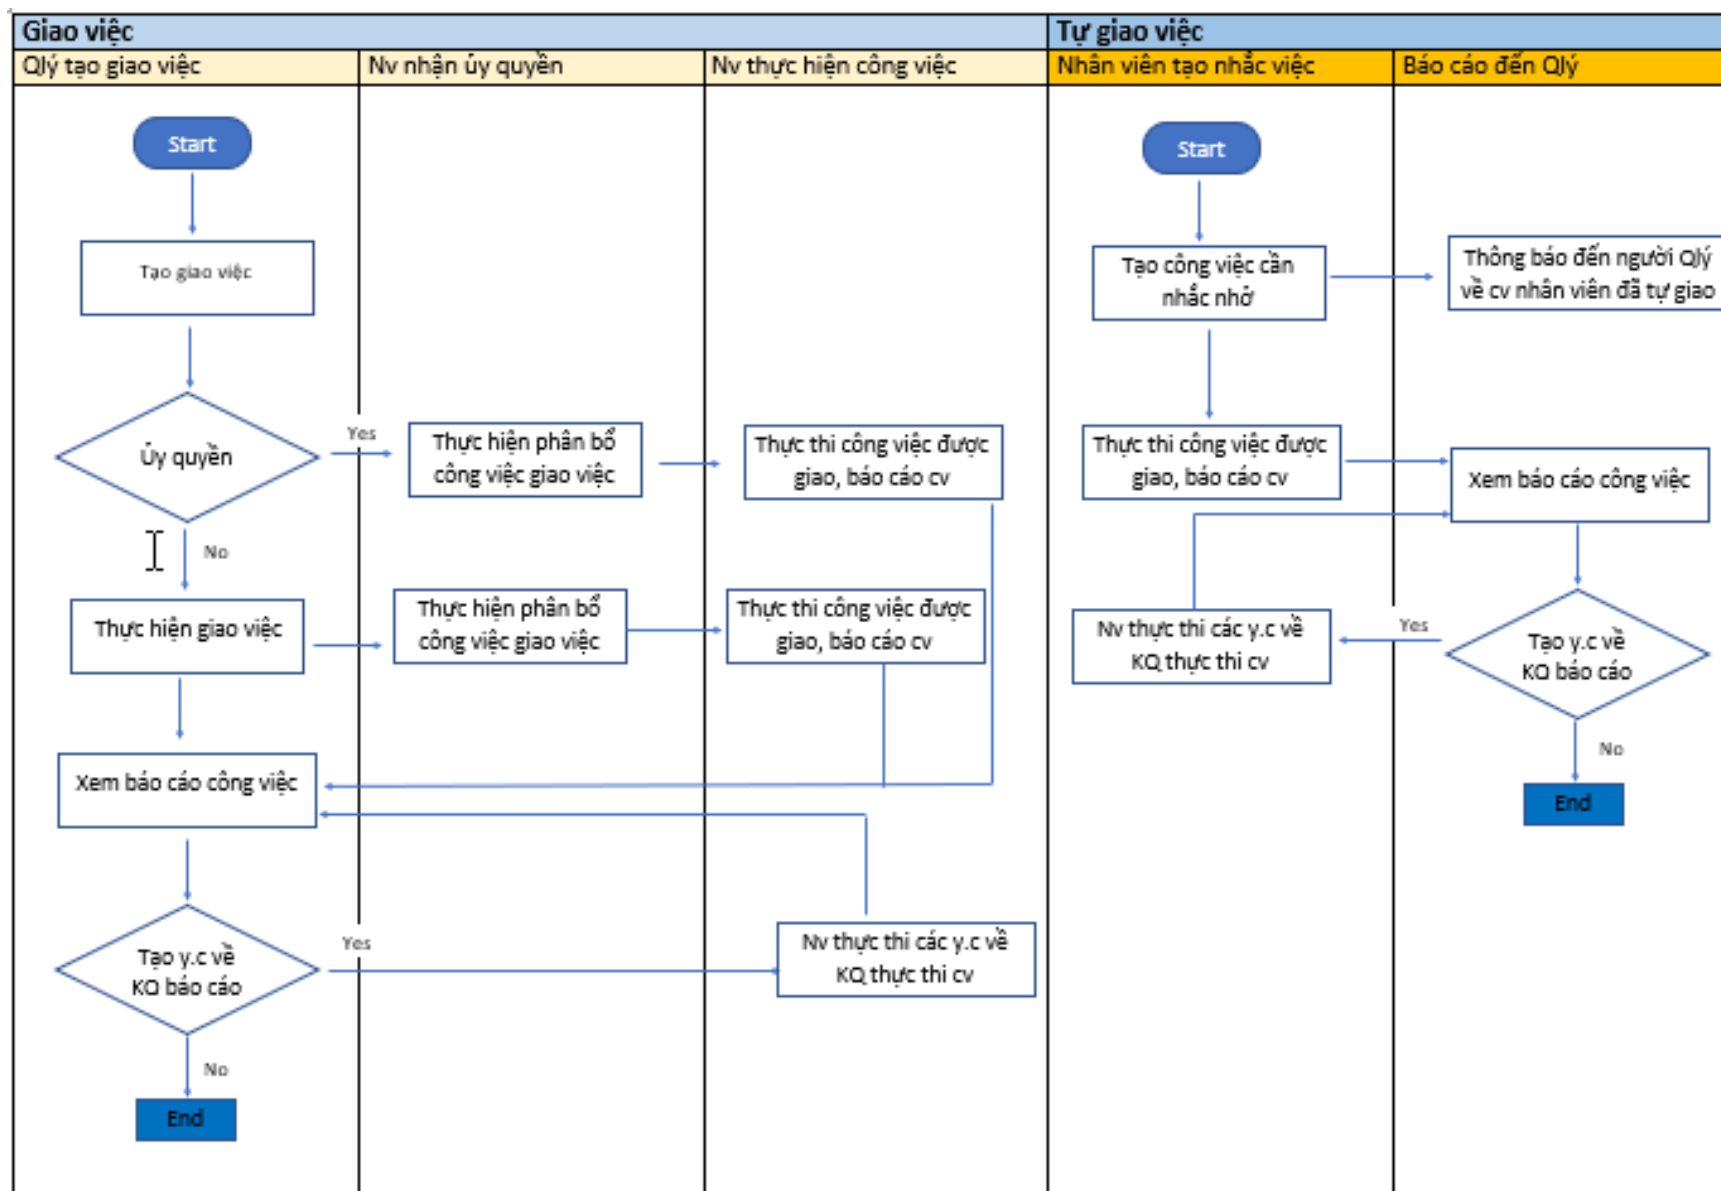 Giao việc
Tự giao việc
Qlý tạo giao việc
Nv nhận ủy quyền
Nv thực hiện công việc
Nhân viên tạo nhắc việc
Báo cáo đến Qlý
Start
Start
Tạo giao việc
Tạo công việc cần
nhắc nhở
Thông báo đến người Qlý
về cv nhân viên đã tự giao
Ủy quyền
Yes
Thực hiện phân bổ
công việc giao việc
Thực thi công việc được
giao, báo cáo cv
Thực thi công việc được
giao, báo cáo cv
Xem báo cáo công việc
No
Thực hiện giao việc
Thực hiện phân bổ
công việc giao việc
Thực thi công việc được
giao, báo cáo cv
Nv thực thi các y.c về
KQ thực thi cv
Yes
Tạo y.c về
KQ báo cáo
No
End
Xem báo cáo công việc
Tạo y.c về
KQ báo cáo
Yes
Nv thực thi các y.c về
KQ thực thi cv
No
End